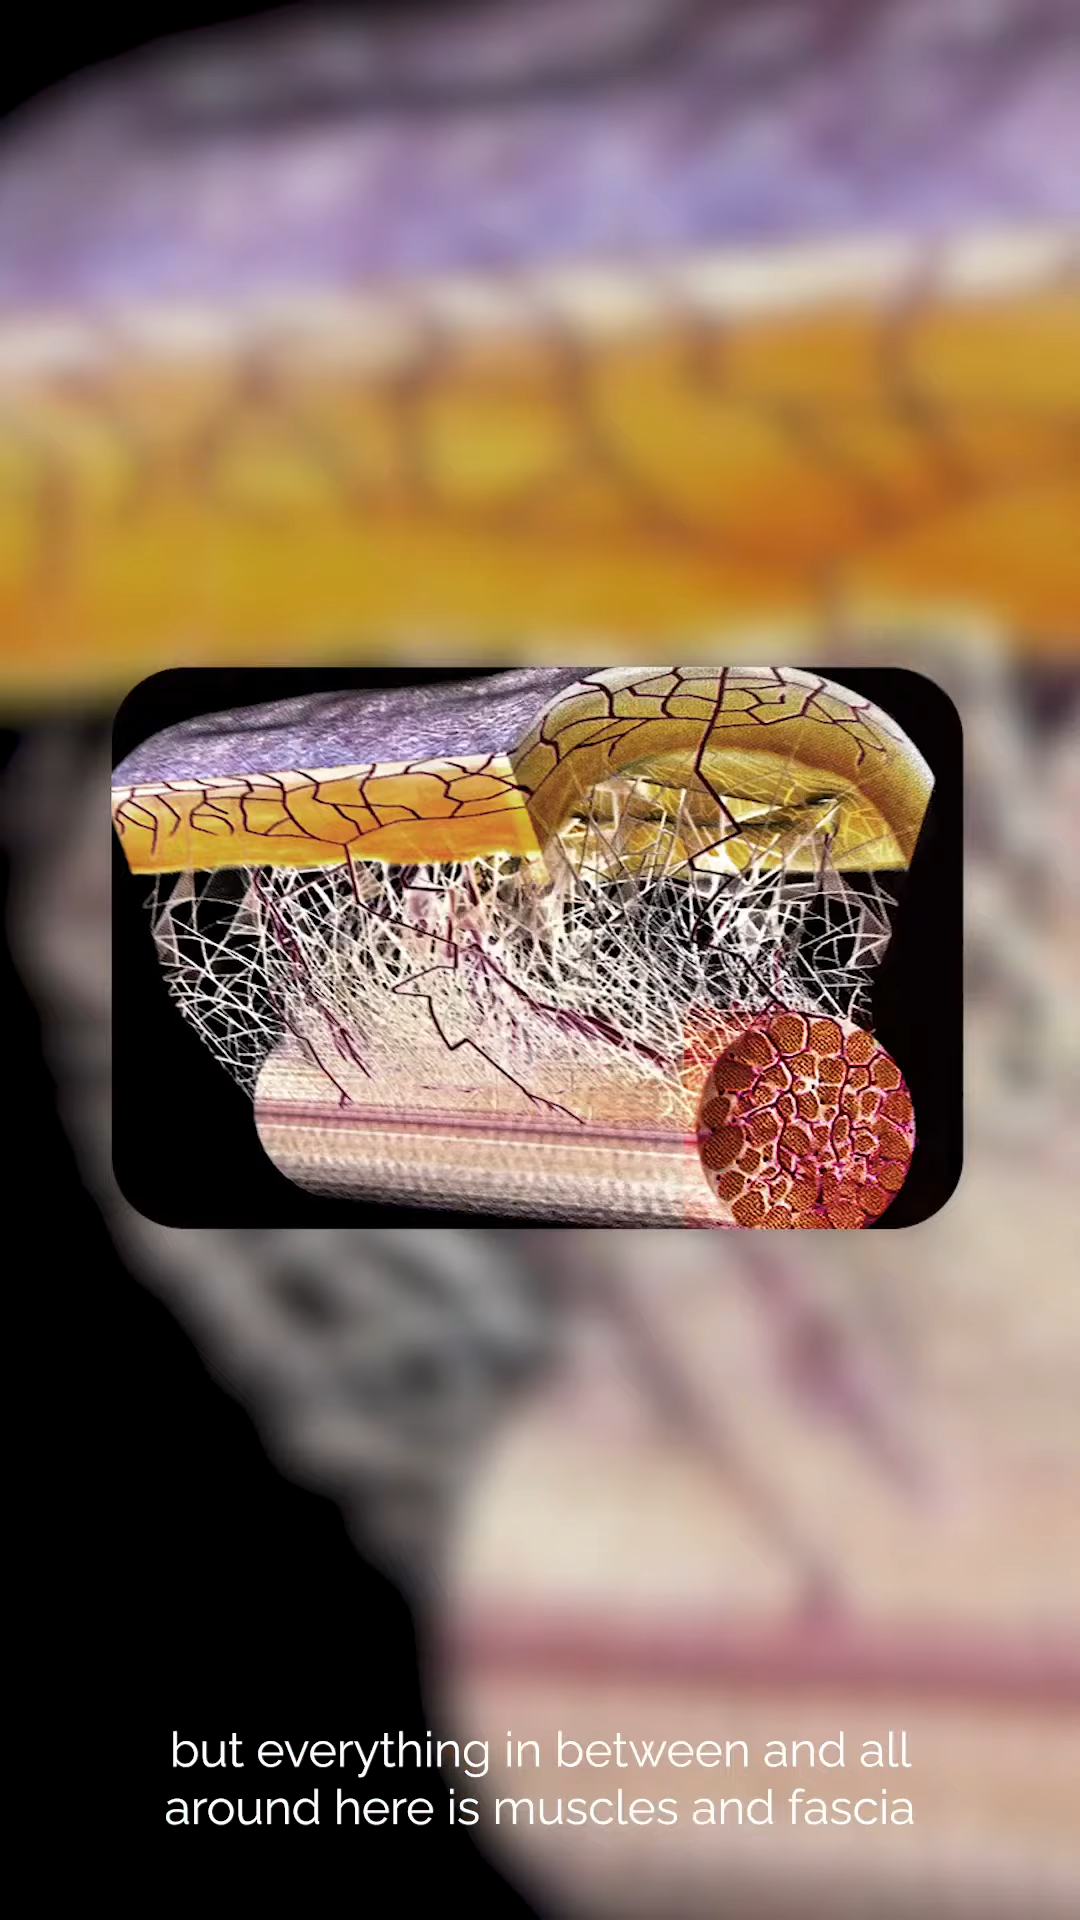 but everything in between and all
around here is muscles and fascia